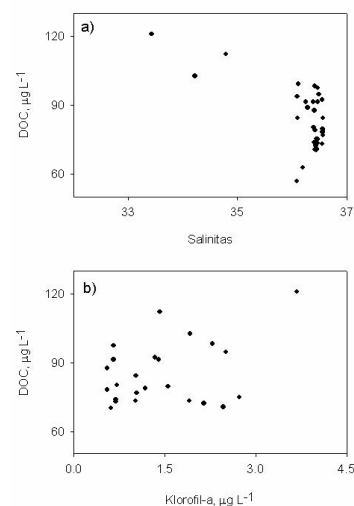 a)
DOC, µg L-1
120
90
60
33
35
37
Salinitas
b)
DOC, µg L-1
120
90
60
0.0
1.5
3.0
4.5
Klorofil-a, µg L-1